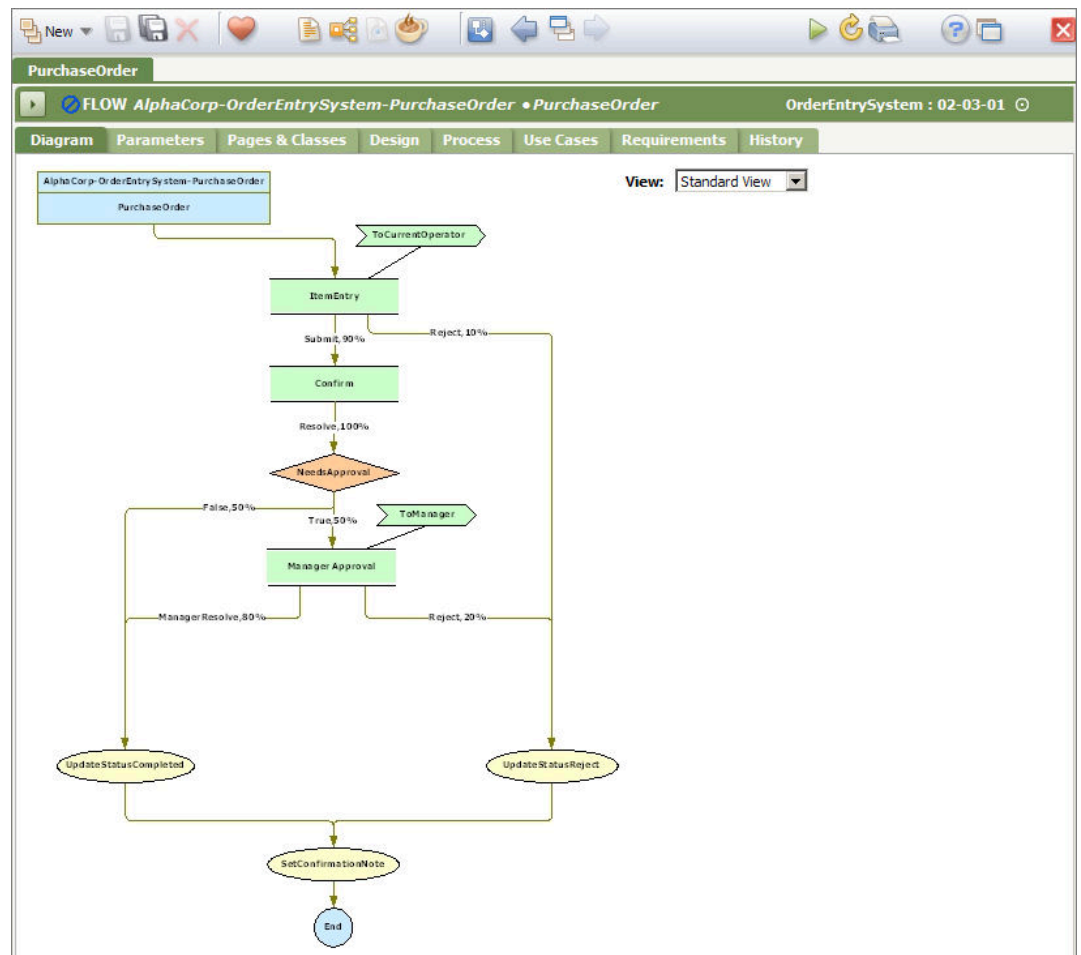 New
PurchaseOrder
FLOW AlphaCorp-OrderEntrySystem-PurchaseOrder • PurchaseOrder
OrderEntrySystem : 02-03-01
Diagram Parameters Pages & Classes Design Process Use Cases Requirements History
AlphaCorp-OrderEntrySystem-PurchaseOrder
View: Standard View
PurchaseOrder
ToCurrentOperator
ItemEntry
Submit,90%
Reject,10%
Confirm
Resolve,100%
NeedsApproval
False,50%
True,50%
ToManager
Manager Approval
ManagerResolve,80%
Reject,20%
UpdateStatusCompleted
UpdateStatusReject
SetConfirmationNote
End